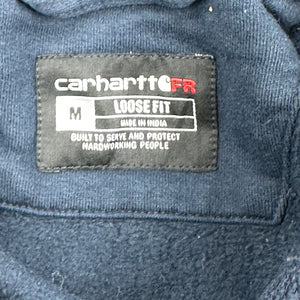 carhartt FR
M LOOSE FIT
MADE IN INDIA
BUILT TO SERVE AND PROTECT
HARDWORKING PEOPLE